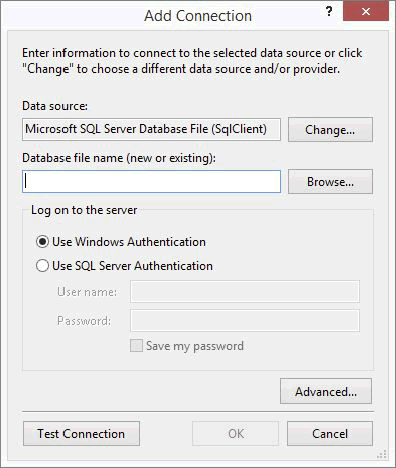 Add Connection
?
Enter information to connect to the selected data source or click
"Change" to choose a different data source and/or provider.
Data source:
Microsoft SQL Server Database File (SqlClient)
Change...
Database file name (new or existing):
Browse...
Log on to the server
Use Windows Authentication
Use SQL Server Authentication
User name:
Password:
Save my password
Advanced...
Test Connection
OK
Cancel